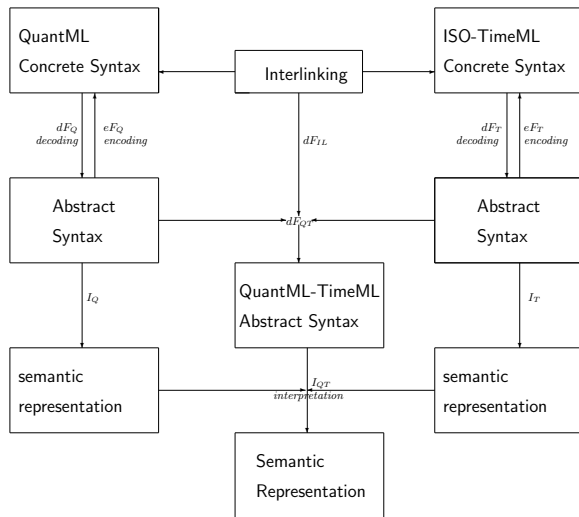 QuantML
Concrete Syntax
Interlinking
ISO-TimeML
Concrete Syntax
dF_Q
decoding
eF_Q
encoding
dF_IL
dF_T
decoding
eF_T
encoding
Abstract
Syntax
dF_QT
Abstract
Syntax
I_Q
QuantML-TimeML
Abstract Syntax
I_T
semantic
representation
I_QT
interpretation
semantic
representation
Semantic
Representation